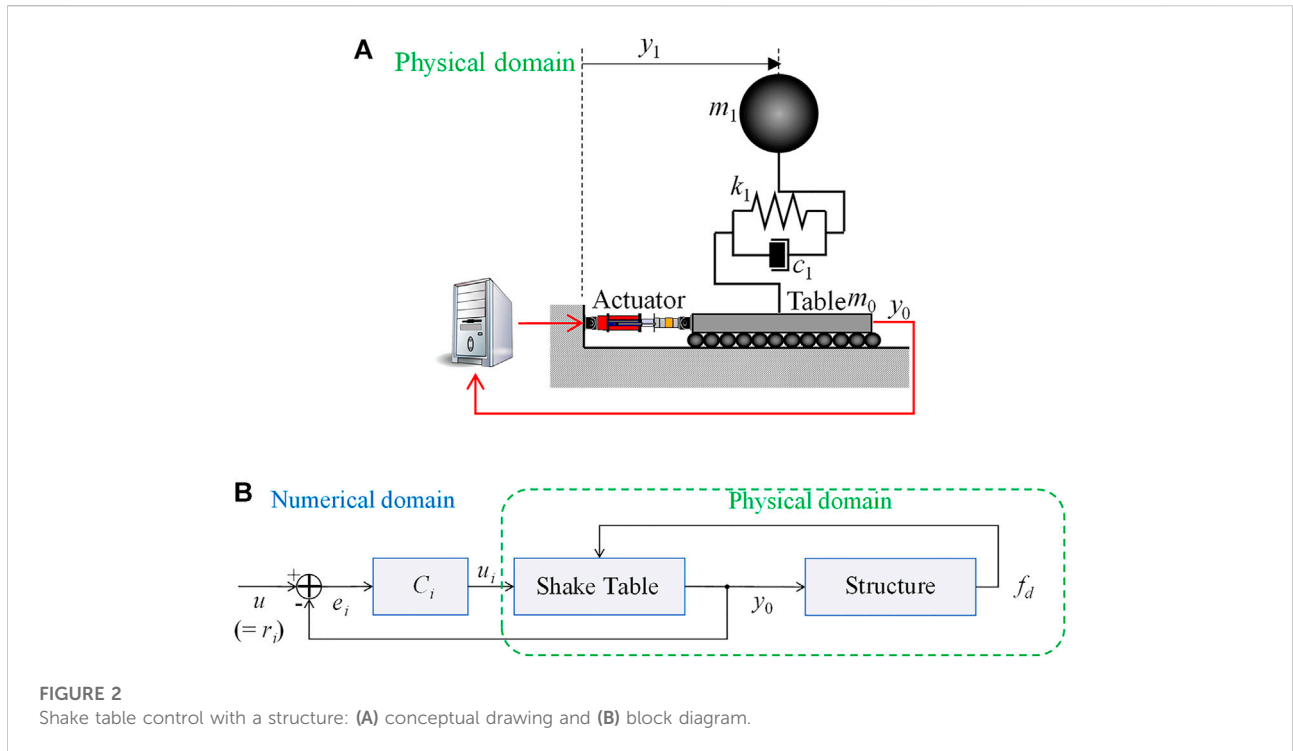 A
Physical domain
y1
m1
k1
c1
Actuator
Table m0
y0
B
Numerical domain
Physical domain
+
-
u
(= ri)
ei
Ci
ui
Shake Table
y0
Structure
fd
FIGURE 2
Shake table control with a structure: (A) conceptual drawing and (B) block diagram.